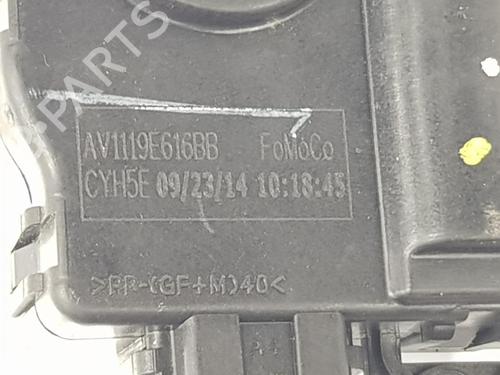 PARTS
AV1119E616BB FoMoCo
CYH5E 09/23/14 10:18:45
>PP-(GF+M)40<